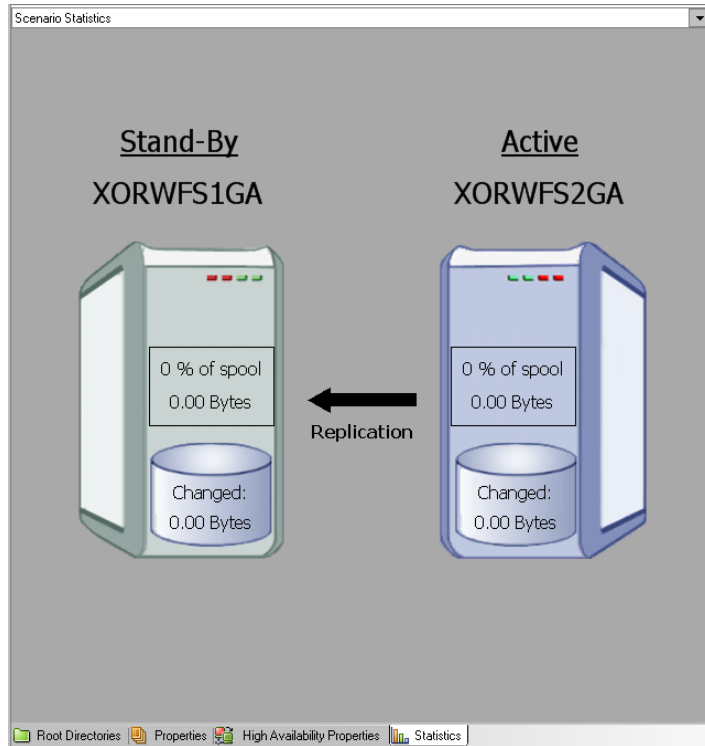 Scenario Statistics
Stand-By
XORWFS1GA
Active
XORWFS2GA
0 % of spool
0.00 Bytes
Replication
0 % of spool
0.00 Bytes
Changed:
0.00 Bytes
Changed:
0.00 Bytes
Root Directories
Properties
High Availability Properties
Statistics